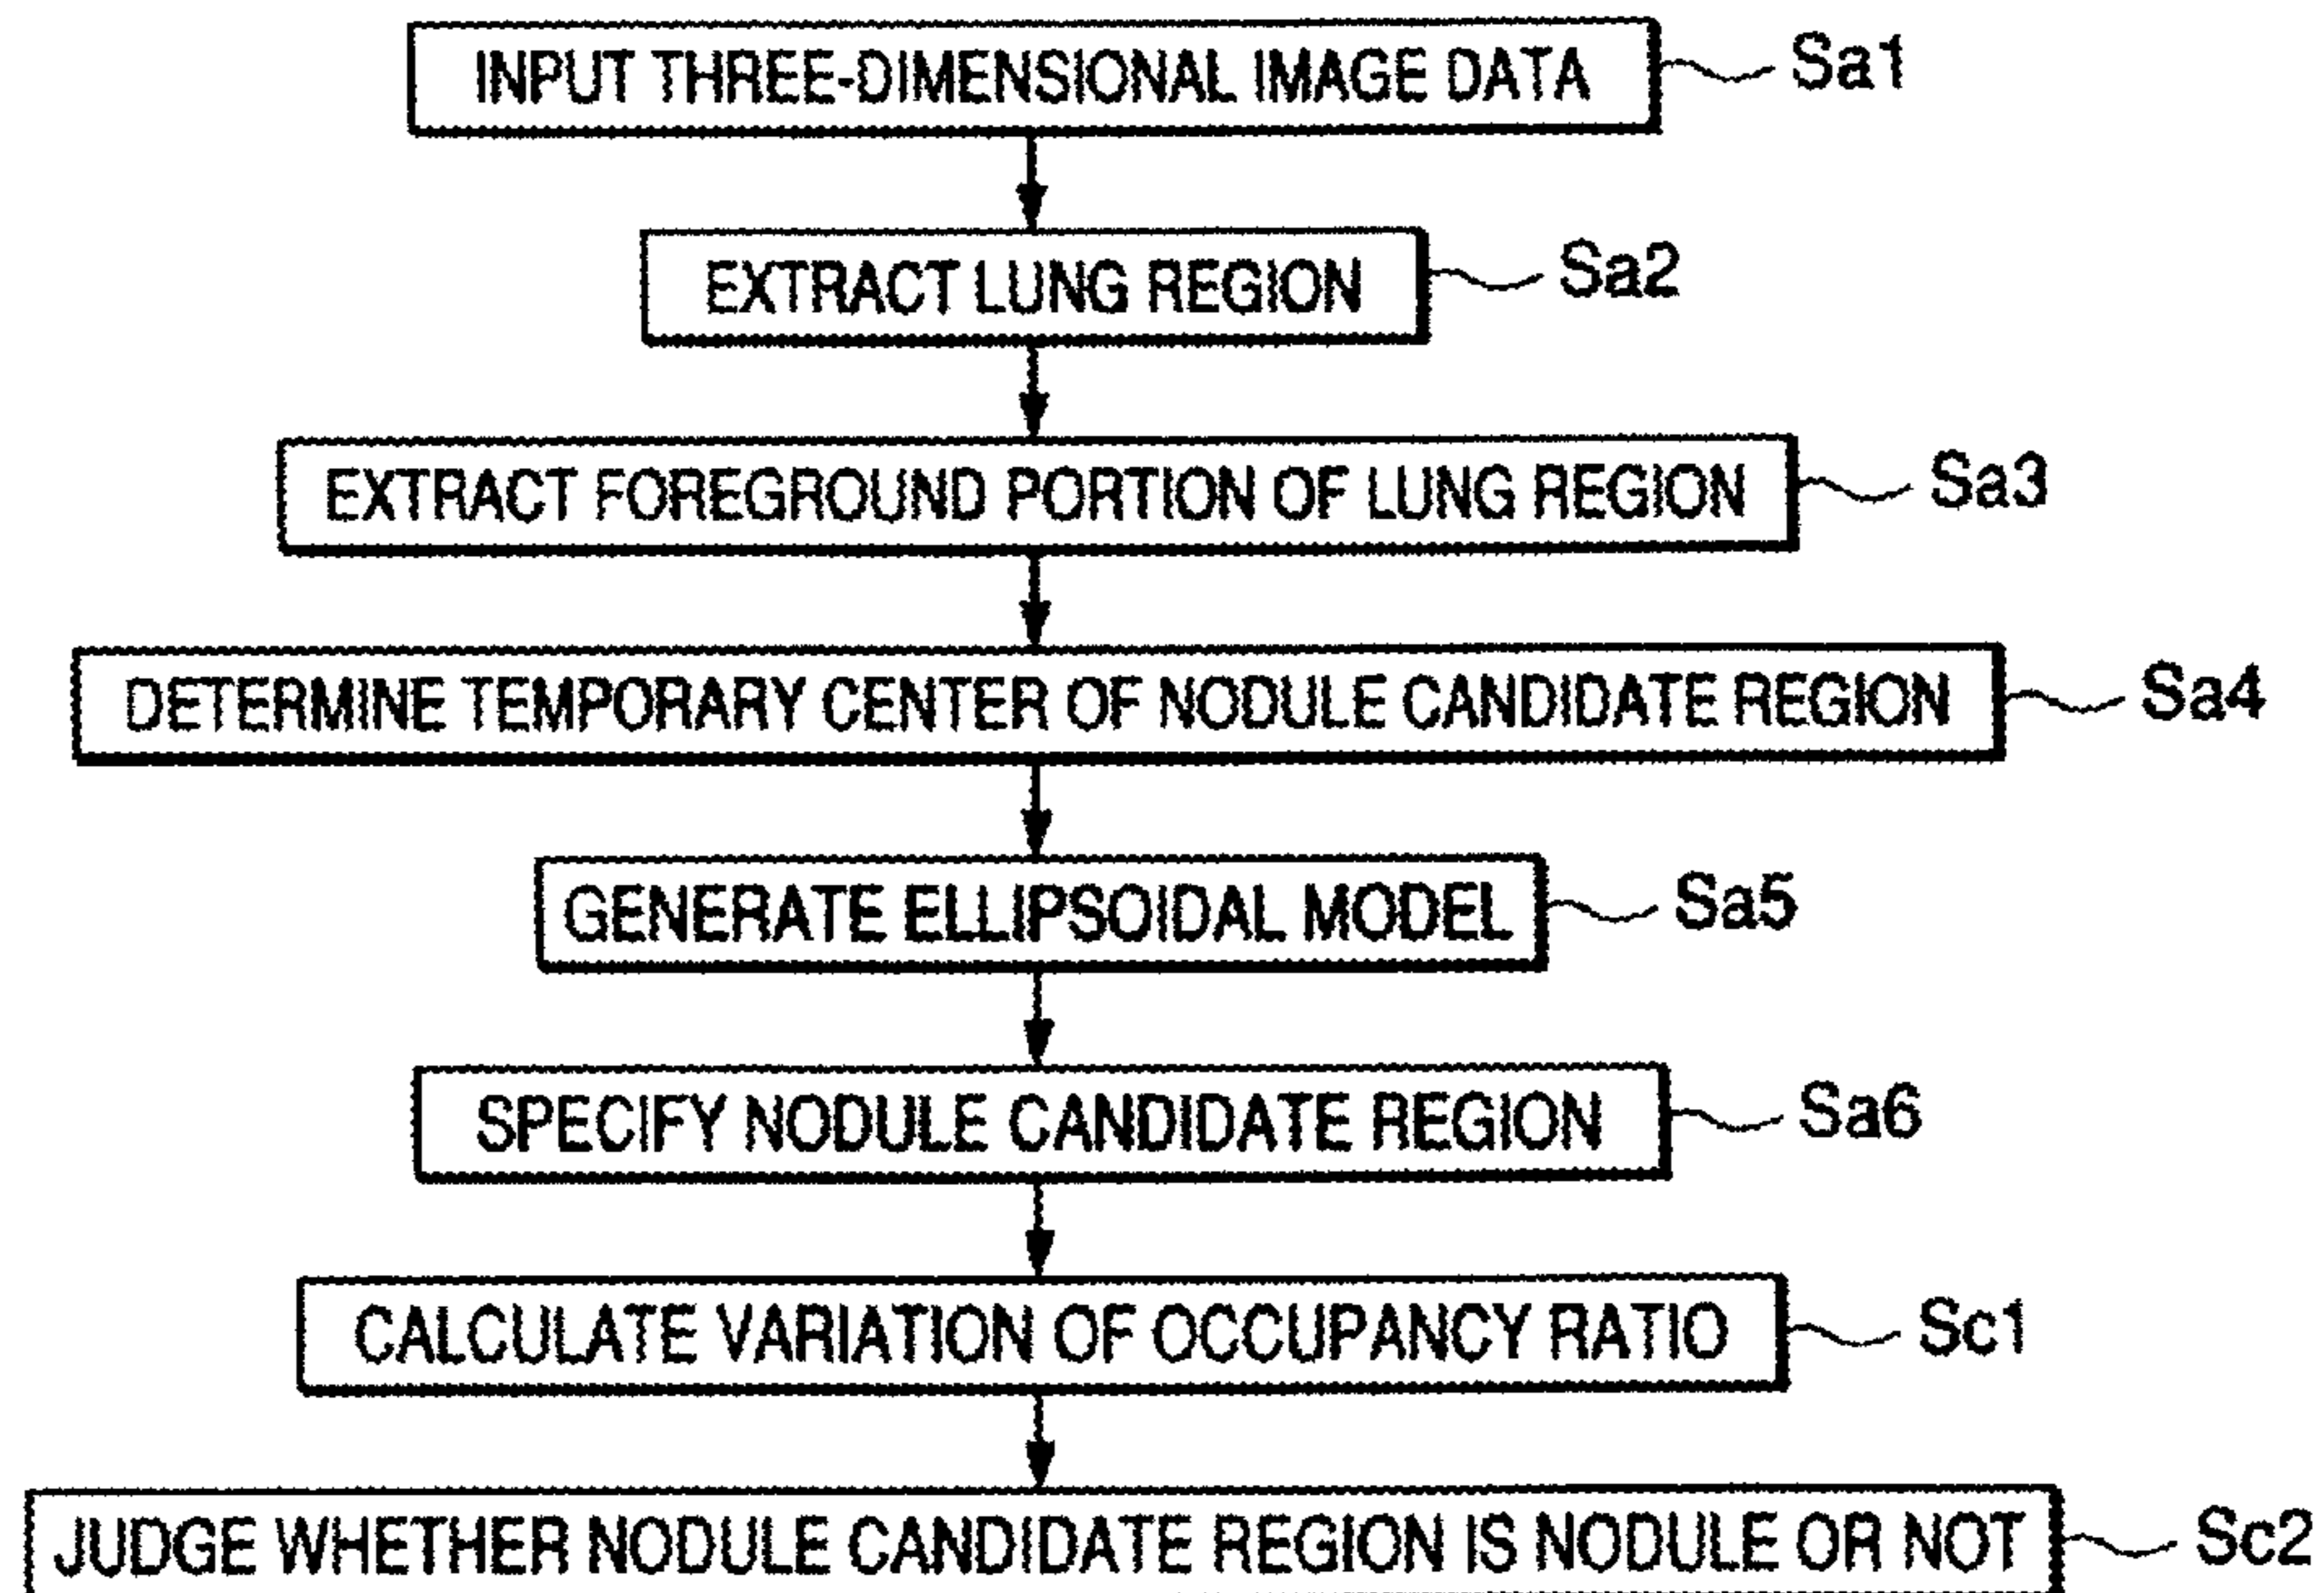 INPUT THREE-DIMENSIONAL IMAGE DATA Sa1
EXTRACT LUNG REGION Sa2
EXTRACT FOREGROUND PORTION OF LUNG REGION Sa3
DETERMINE TEMPORARY CENTER OF NODULE CANDIDATE REGION Sa4
GENERATE ELLIPSOIDAL MODEL Sa5
SPECIFY NODULE CANDIDATE REGION Sa6
CALCULATE VARIATION OF OCCUPANCY RATIO Sc1
JUDGE WHETHER NODULE CANDIDATE REGION IS NODULE OR NOT Sc2